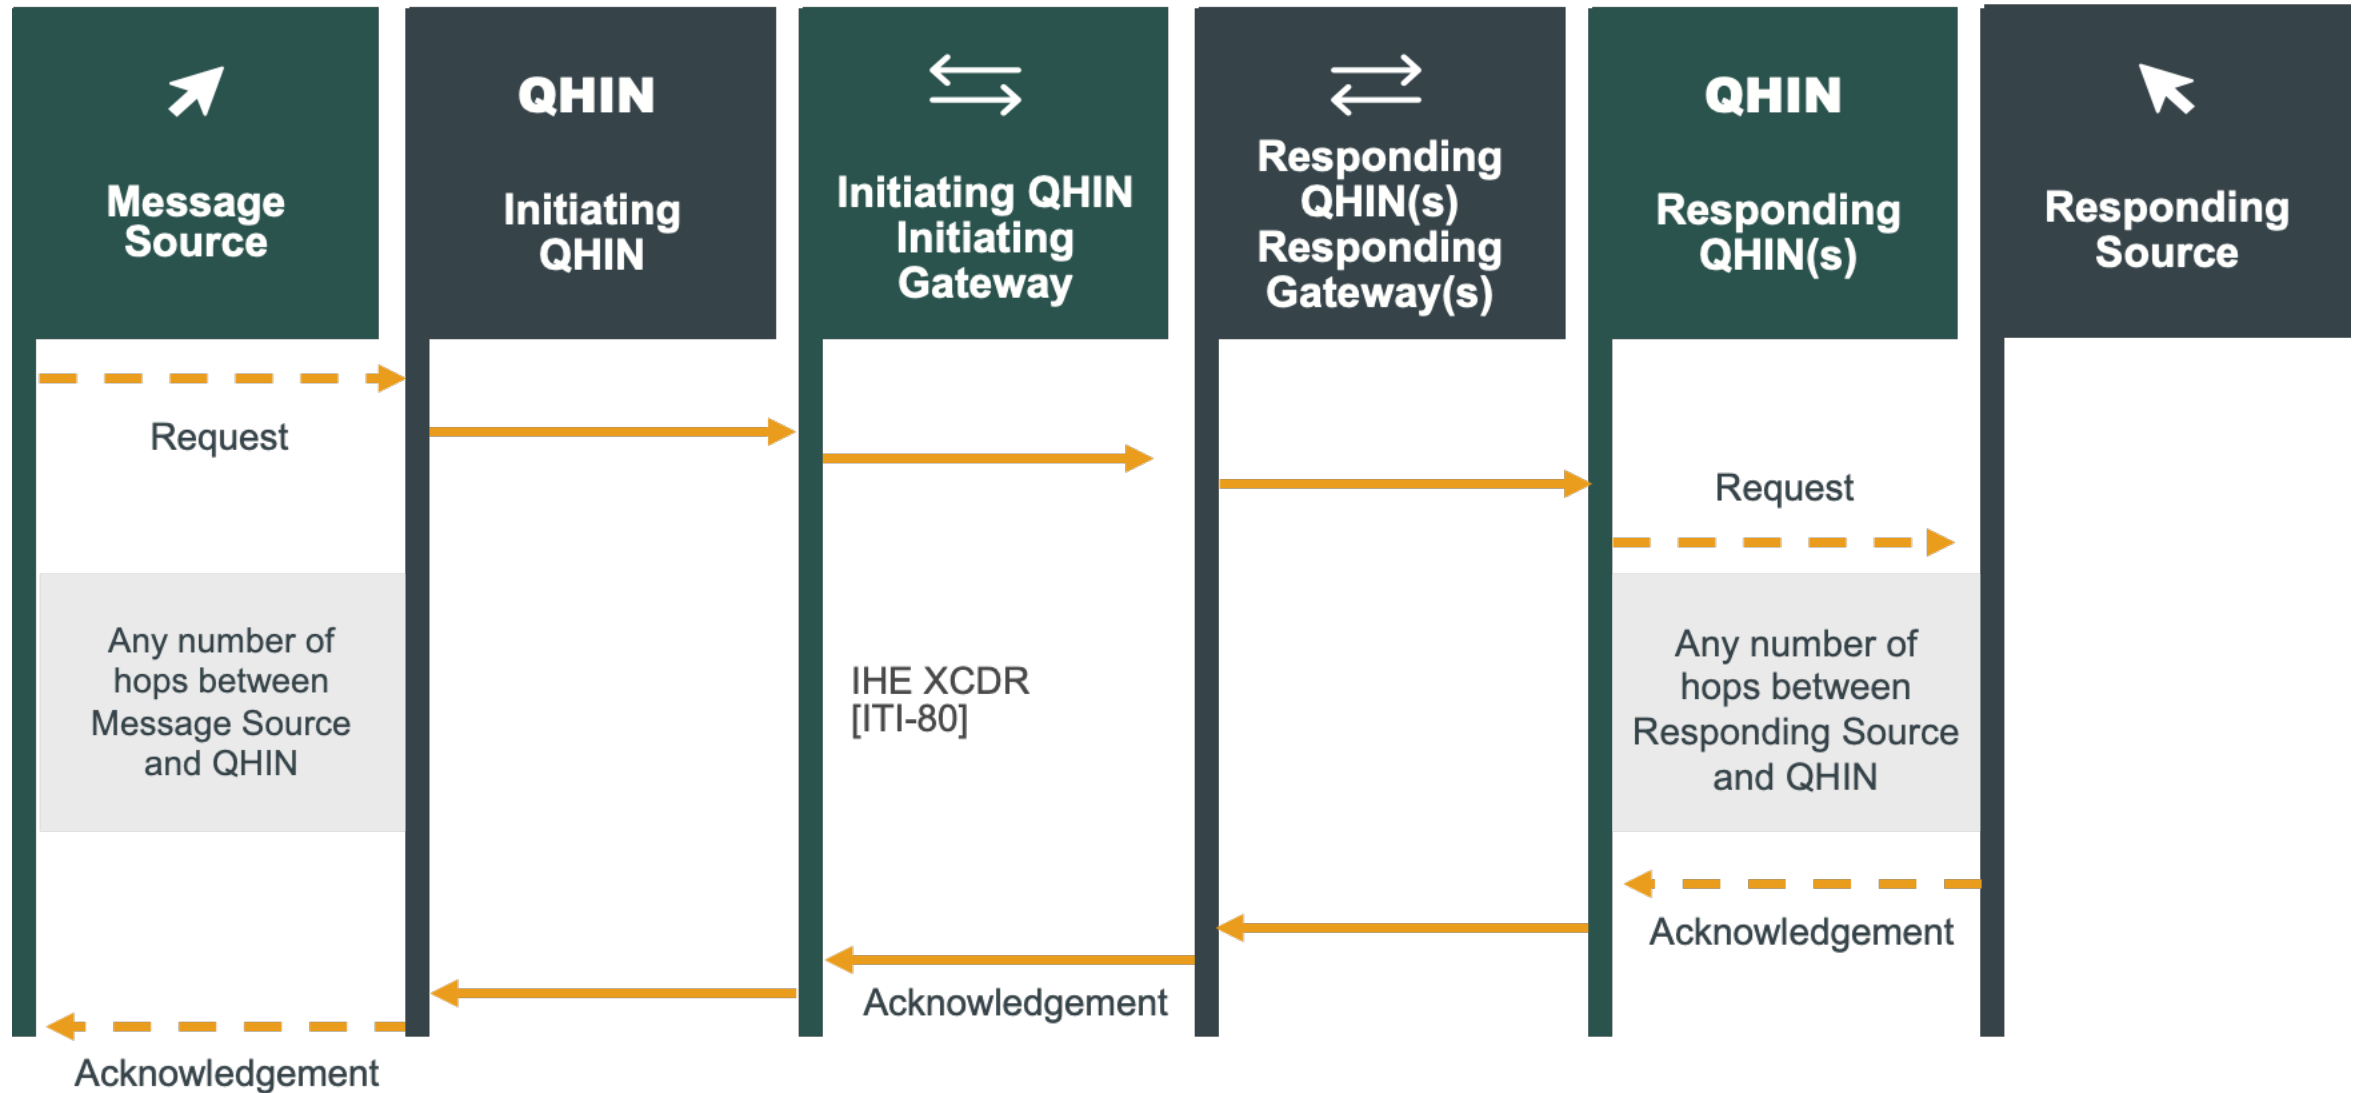 Message
Source
QHIN
Initiating
QHIN
Initiating QHIN
Initiating
Gateway
Responding
QHIN(s)
Responding
Gateway(s)
QHIN
Responding
QHIN(s)
Responding
Source
Request
Request
Any number of
hops between
Message Source
and QHIN
IHE XCDR
[ITI-80]
Any number of
hops between
Responding Source
and QHIN
Acknowledgement
Acknowledgement
Acknowledgement